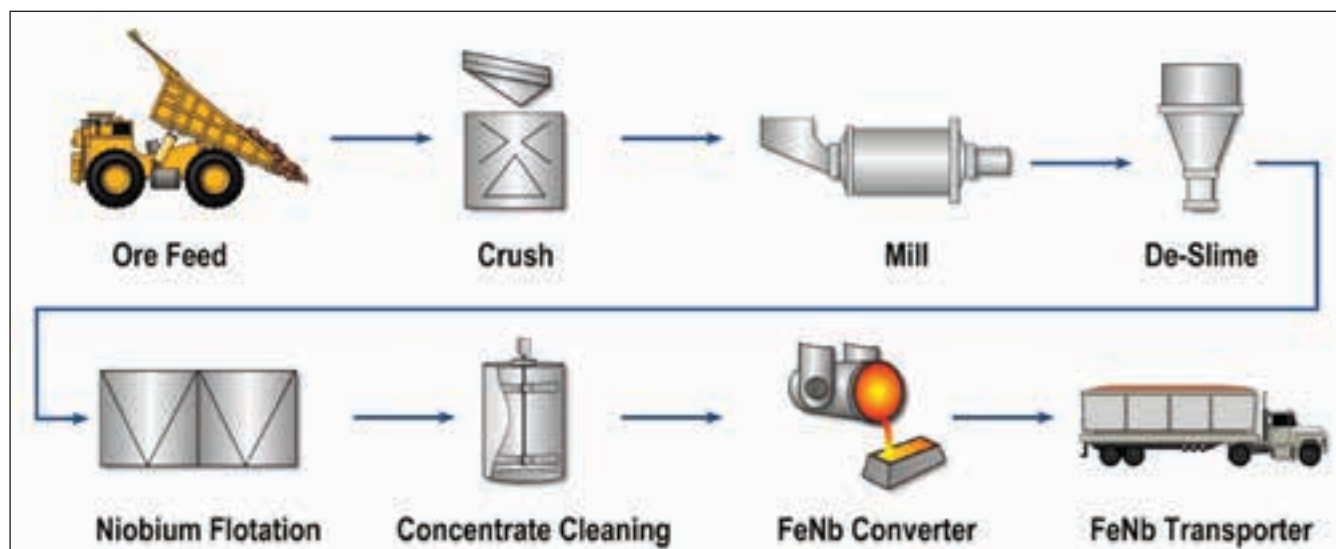 Ore Feed
Crush
Mill
De-Slime
Niobium Flotation
Concentrate Cleaning
FeNb Converter
FeNb Transporter